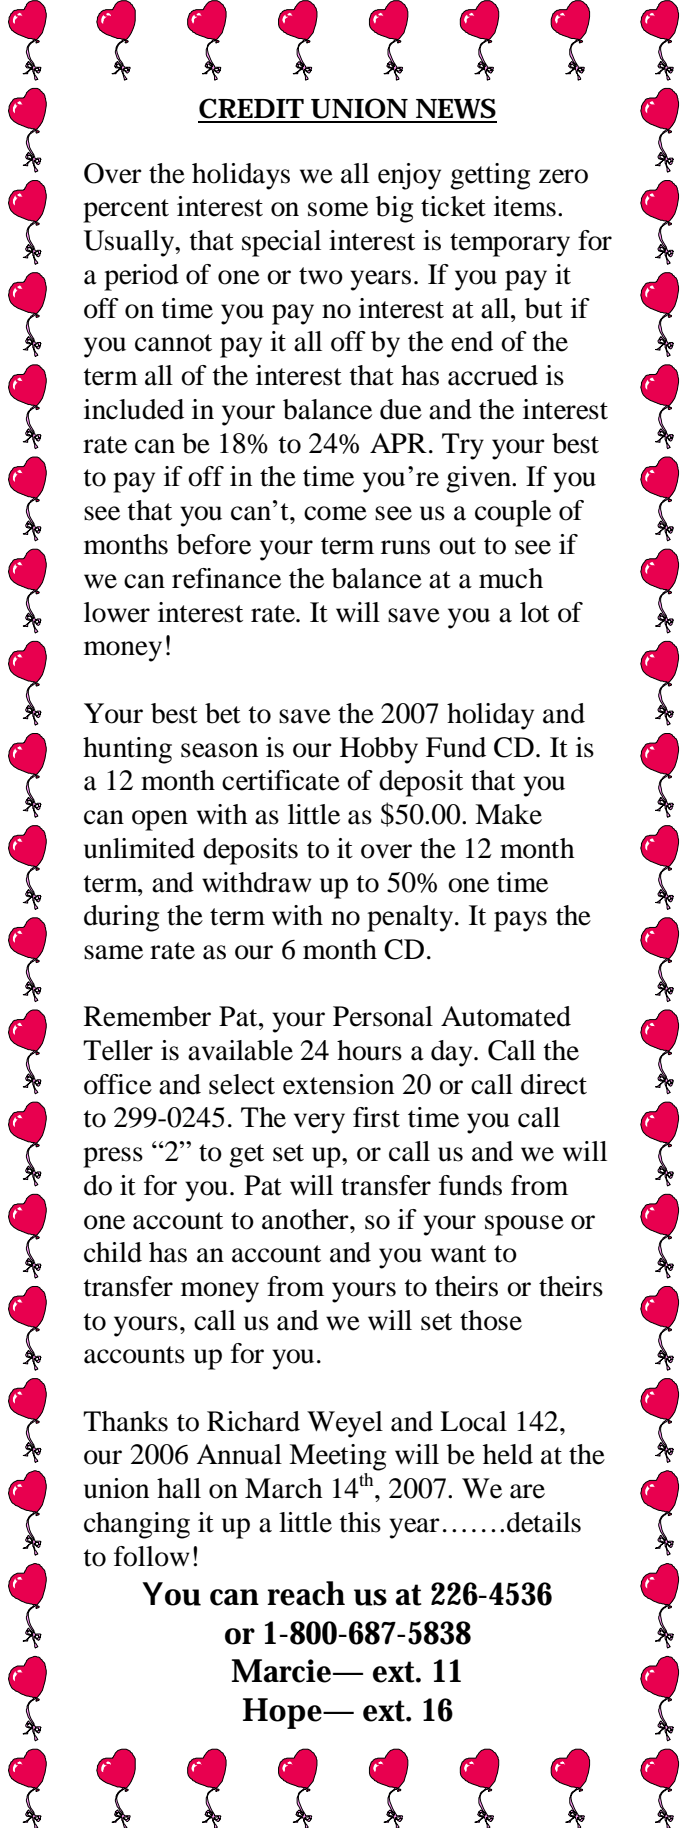 CREDIT UNION NEWS
Over the holidays we all enjoy getting zero
percent interest on some big ticket items.
Usually, that special interest is temporary for
a period of one or two years. If you pay it
off on time you pay no interest at all, but if
you cannot pay it all off by the end of the
term all of the interest that has accrued is
included in your balance due and the interest
rate can be 18% to 24% APR. Try your best
to pay if off in the time you’re given. If you
see that you can’t, come see us a couple of
months before your term runs out to see if
we can refinance the balance at a much
lower interest rate. It will save you a lot of
money!
Your best bet to save the 2007 holiday and
hunting season is our Hobby Fund CD. It is
a 12 month certificate of deposit that you
can open with as little as $50.00. Make
unlimited deposits to it over the 12 month
term, and withdraw up to 50% one time
during the term with no penalty. It pays the
same rate as our 6 month CD.
Remember Pat, your Personal Automated
Teller is available 24 hours a day. Call the
office and select extension 20 or call direct
to 299-0245. The very first time you call
press “2” to get set up, or call us and we will
do it for you. Pat will transfer funds from
one account to another, so if your spouse or
child has an account and you want to
transfer money from yours to theirs or theirs
to yours, call us and we will set those
accounts up for you.
Thanks to Richard Weyel and Local 142,
our 2006 Annual Meeting will be held at the
union hall on March 14th, 2007. We are
changing it up a little this year…….details
to follow!
You can reach us at 226-4536
or 1-800-687-5838
Marcie— ext. 11
Hope— ext. 16